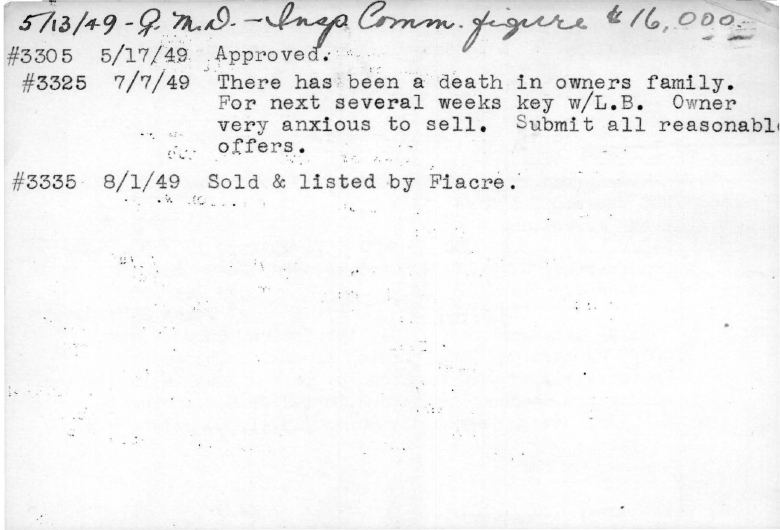 5/13/49 - G. M.D. - Insp Comm. figure $16,000
#3305 5/17/49 Approved.
#3325 7/7/49 There has been a death in owners family.
For next several weeks key w/L.B. Owner
very anxious to sell. Submit all reasonabl
offers.
#3335 8/1/49 Sold & listed by Fiacre.